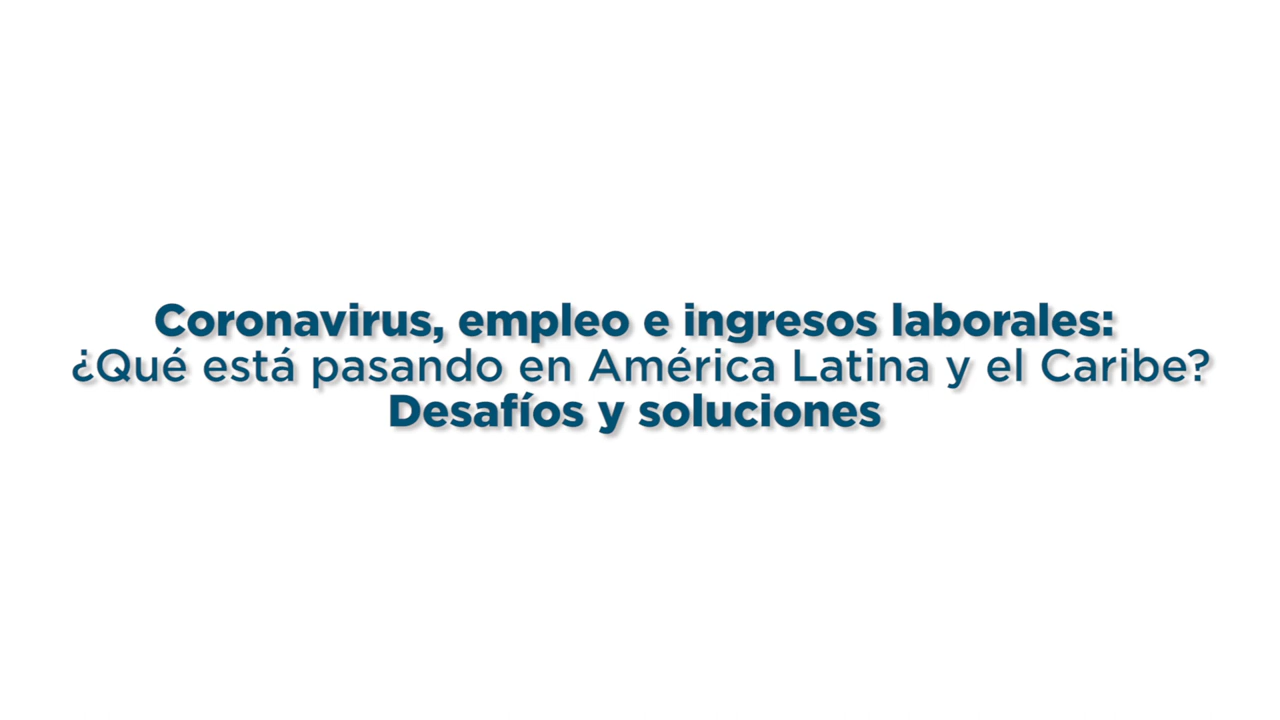 Coronavirus, empleo e ingresos laborales:
¿Qué está pasando en América Latina y el Caribe?
Desafíos y soluciones